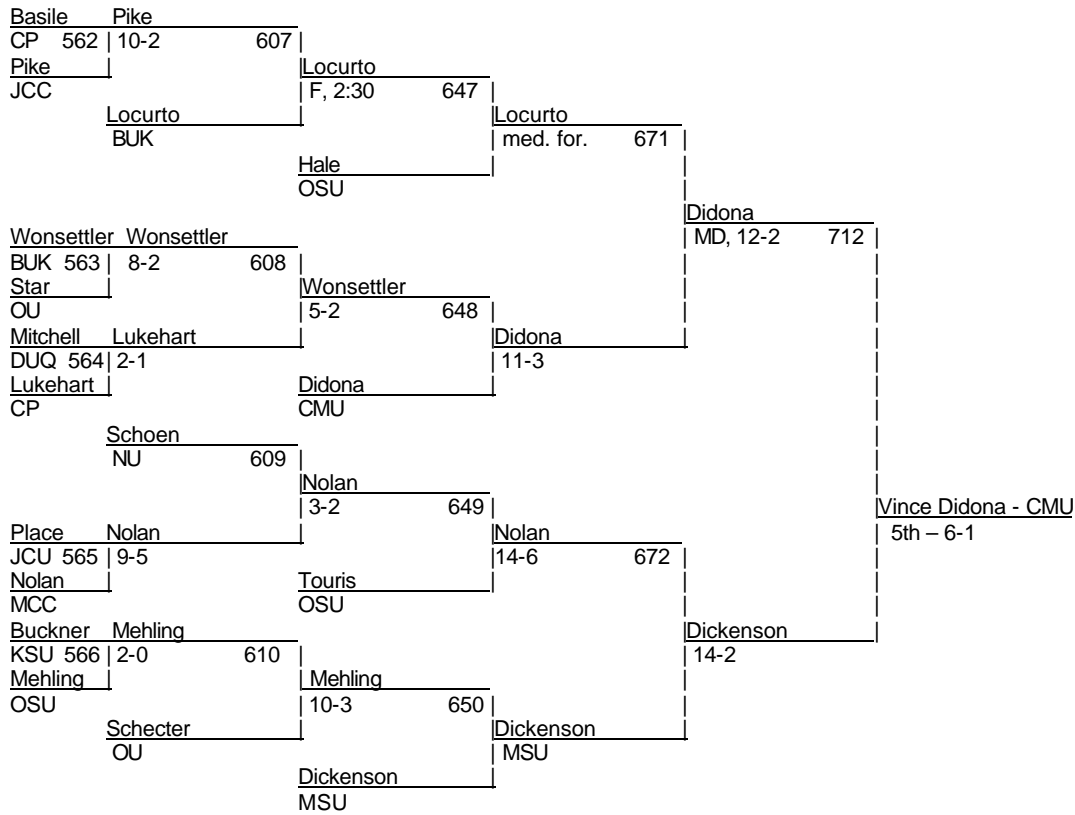 Basile Pike
CP 562 | 10-2 607 |
Pike | |Locurto
JCC | F, 2:30 647 |
Locurto | |Locurto
BUK | med. for. 671 |
Hale |
OSU
Didona
Wonsettler Wonsettler | MD, 12-2 712 |
BUK 563 | 8-2 608 |
Star | |Wonsettler
OU | 5-2 648 |
Mitchell Lukehart | |Didona |
DUQ 564 | 2-1 | 11-3
Lukehart | Didona |
CP CMU
Schoen
NU 609 |
|Nolan
| 3-2 649 | |Vince Didona - CMU
Place Nolan | |Nolan | 5th – 6-1
JCU 565 | 9-5 |14-6 672 |
Nolan | Touris |
MCC OSU
Buckner Mehling |Dickenson |
KSU 566 | 2-0 610 | | 14-2
Mehling | | Mehling
OSU | 10-3 650 |
Schecter | |Dickenson |
OU | MSU
Dickenson |
MSU